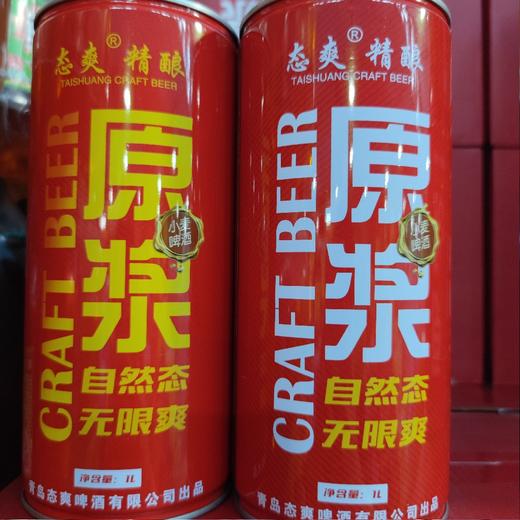 态爽®精酿
TAISHUANG CRAFT BEER
CRAFT BEER
原浆
小麦
啤酒
自然态
无限爽
净含量：1L
青岛态爽啤酒有限公司出品
态爽®精酿
TAISHUANG CRAFT BEER
CRAFT BEER
原浆
小麦
啤酒
自然态
无限爽
净含量：1L
青岛态爽啤酒有限公司出品